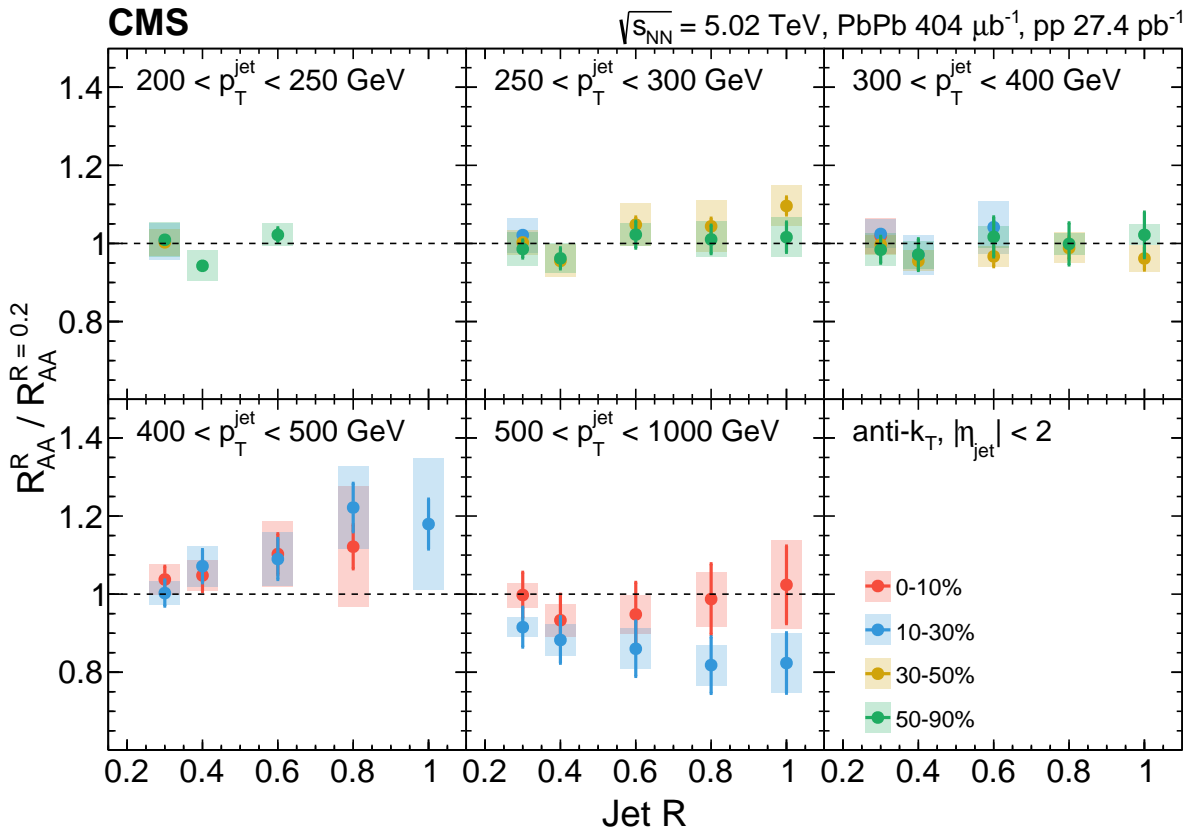 CMS
√s_NN = 5.02 TeV, PbPb 404 μb⁻¹, pp 27.4 pb⁻¹
200 < p_T^jet < 250 GeV
250 < p_T^jet < 300 GeV
300 < p_T^jet < 400 GeV
1.4
1.2
1
0.8
R_AA^R / R_AA^R = 0.2
400 < p_T^jet < 500 GeV
500 < p_T^jet < 1000 GeV
anti-k_T, |η_jet| < 2
1.4
1.2
1
0.8
0-10%
10-30%
30-50%
50-90%
0.2 0.4 0.6 0.8 1 0.2 0.4 0.6 0.8 1 0.2 0.4 0.6 0.8 1
Jet R